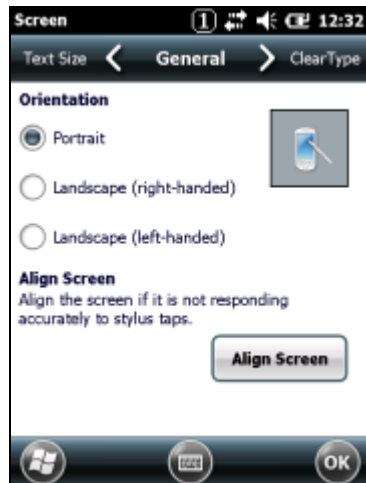 Screen 1 12:32
Text Size General ClearType
Orientation
Portrait
Landscape (right-handed)
Landscape (left-handed)
Align Screen
Align the screen if it is not responding
accurately to stylus taps.
Align Screen
OK